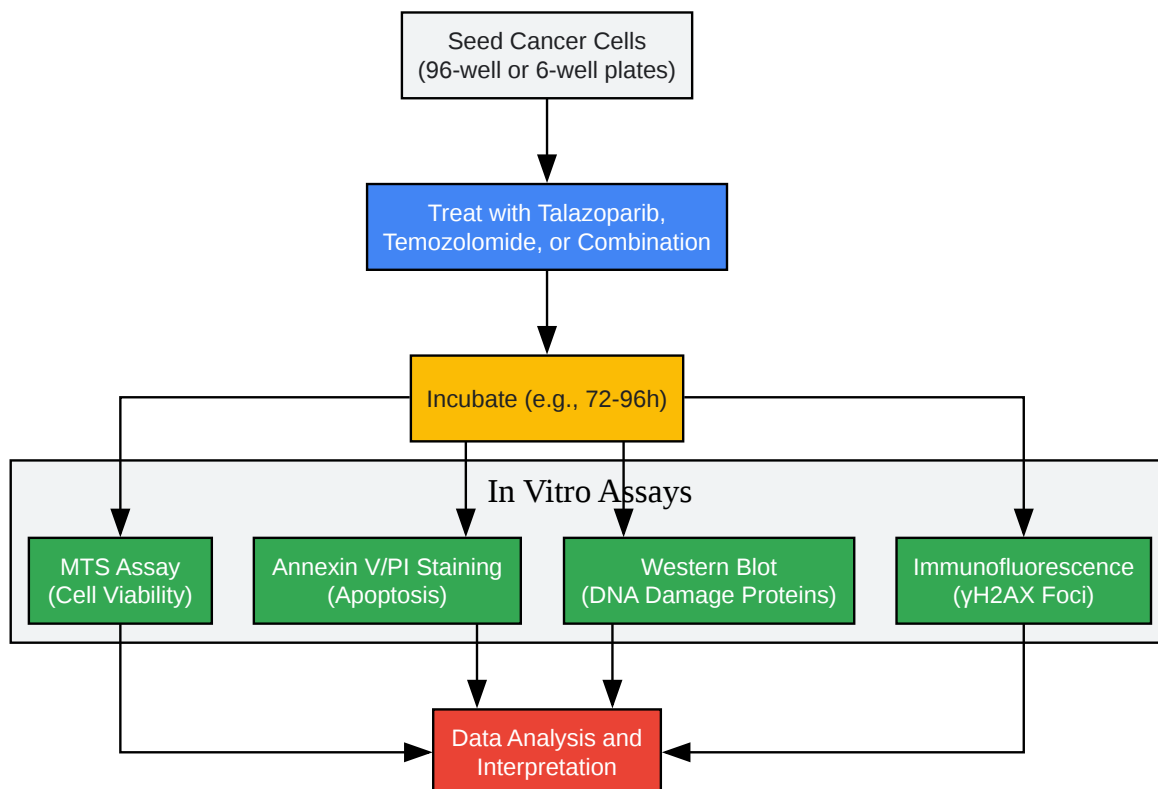 Seed Cancer Cells
(96-well or 6-well plates)
Treat with Talazoparib,
Temozolomide, or Combination
Incubate (e.g., 72-96h)
In Vitro Assays
MTS Assay
(Cell Viability)
Annexin V/PI Staining
(Apoptosis)
Western Blot
(DNA Damage Proteins)
Immunofluorescence
(γH2AX Foci)
Data Analysis and
Interpretation